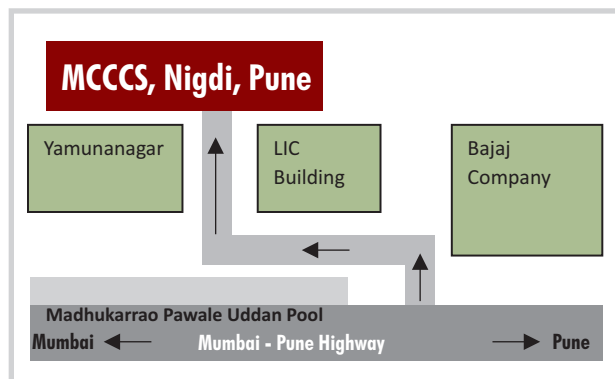 MCCCS, Nigdi, Pune
Yamunanagar
LIC
Building
Bajaj
Company
Madhukarrao Pawale Uddan Pool
Mumbai
Mumbai - Pune Highway
Pune